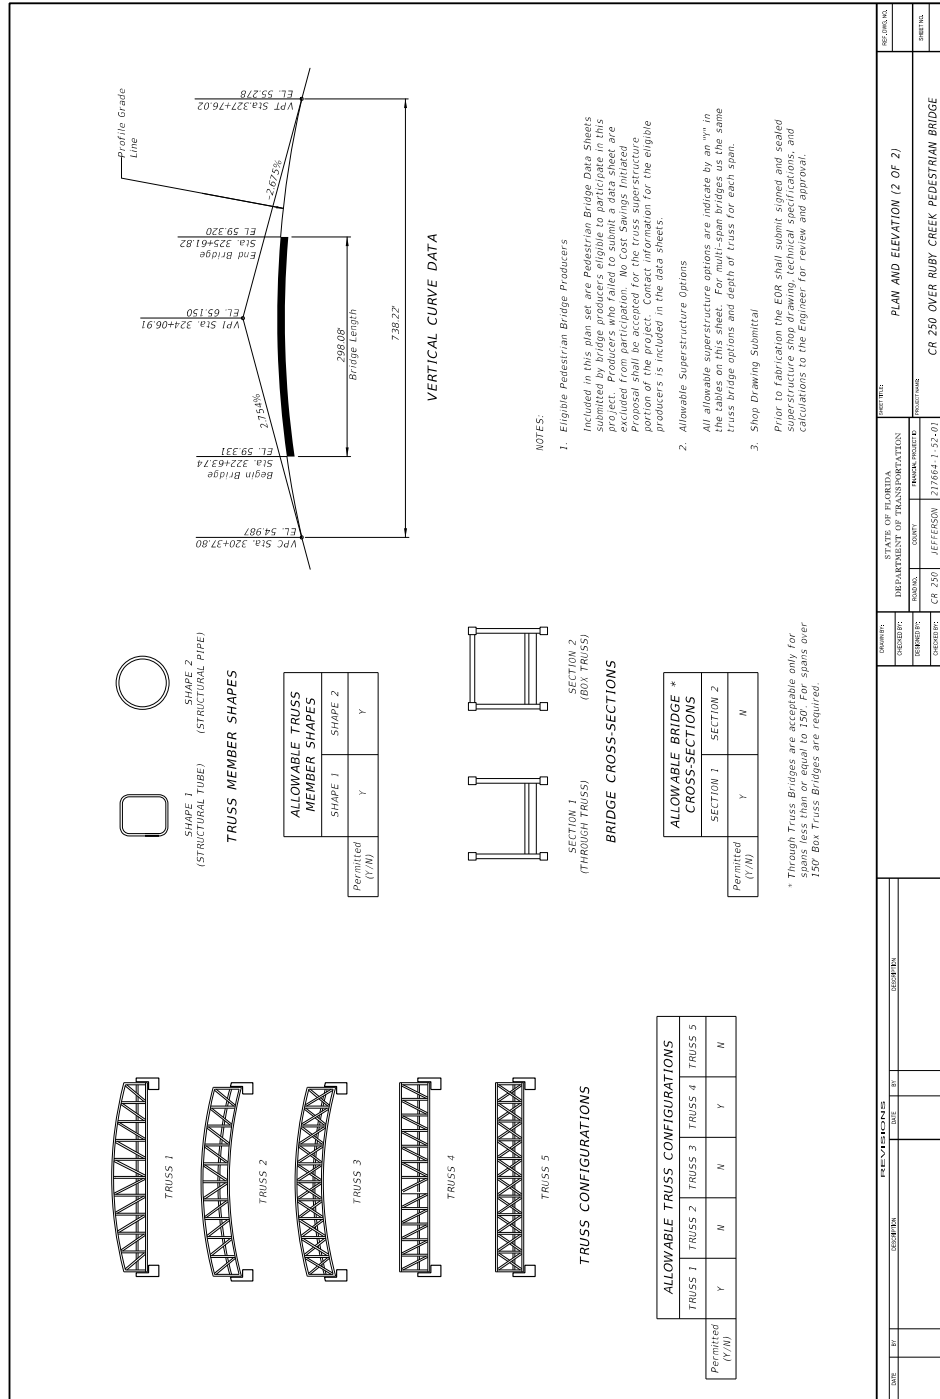 TRUSS 1
TRUSS 2
TRUSS 3
TRUSS 4
TRUSS 5
TRUSS CONFIGURATIONS
ALLOWABLE TRUSS CONFIGURATIONS
TRUSS 1 TRUSS 2 TRUSS 3 TRUSS 4 TRUSS 5
Permitted
(Y/N)
Y N N Y N
SHAPE 1
(STRUCTURAL TUBE)
SHAPE 2
(STRUCTURAL PIPE)
TRUSS MEMBER SHAPES
ALLOWABLE TRUSS
MEMBER SHAPES
SHAPE 1 SHAPE 2
Permitted
(Y/N)
Y Y
SECTION 1
(THROUGH TRUSS)
SECTION 2
(BOX TRUSS)
BRIDGE CROSS-SECTIONS
ALLOWABLE BRIDGE *
CROSS-SECTIONS
SECTION 1 SECTION 2
Permitted
(Y/N)
Y N
* Through Truss Bridges are acceptable only for
spans less than or equal to 150'. For spans over
150' Box Truss Bridges are required.
VPC Sta. 320+37.80
EL. 54.987
Begin Bridge
Sta. 322+63.74
EL. 59.331
2.754%
VPI Sta. 324+06.91
EL. 65.150
End Bridge
Sta. 325+61.82
EL 59.320
-2.675%
Profile Grade
Line
VPT Sta.327+76.02
EL. 55.278
298.08'
Bridge Length
738.22'
VERTICAL CURVE DATA
NOTES:
1. Eligible Pedestrian Bridge Producers
Included in this plan set are Pedestrian Bridge Data Sheets
submitted by bridge producers eligible to participate in this
project. Producers who failed to submit a data sheet are
excluded from participation. No Cost Savings Initiated
Proposal shall be accepted for the truss superstructure
portion of the project. Contact information for the eligible
producers is included in the data sheets.
2. Allowable Superstructure Options
All allowable superstructure options are indicate by an "Y" in
the tables on this sheet. For multi-span bridges us the same
truss bridge options and depth of truss for each span.
3. Shop Drawing Submittal
Prior to fabrication the EOR shall submit signed and sealed
superstructure shop drawing, technical specifications, and
calculations to the Engineer for review and approval.
REVISIONS
DATE BY DESCRIPTION DATE BY DESCRIPTION
DRAWN BY:
CHECKED BY:
DESIGNED BY:
CHECKED BY:
STATE OF FLORIDA
DEPARTMENT OF TRANSPORTATION
ROAD NO. COUNTY FINANCIAL PROJECT ID
CR 250 JEFFERSON 217664-1-52-01
SHEET TITLE:
PLAN AND ELEVATION (2 OF 2)
PROJECT NAME:
CR 250 OVER RUBY CREEK PEDESTRIAN BRIDGE
REF. DWG. NO.
SHEET NO.